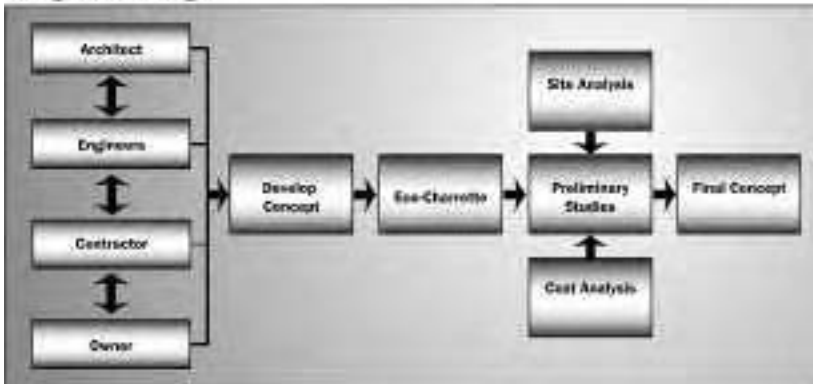 Architect
Engineers
Contractor
Owner
Develop
Concept
Eco-Charrette
Site Analysis
Preliminary
Studies
Cost Analysis
Final Concept